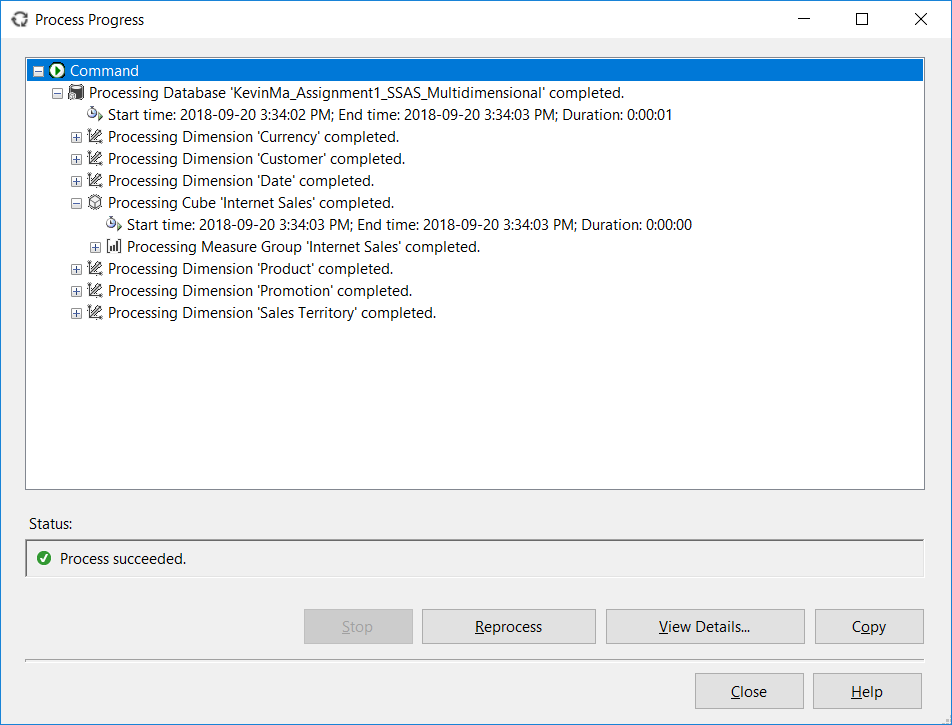 Process Progress
Command
Processing Database 'KevinMa_Assignment1_SSAS_Multidimensional' completed.
Start time: 2018-09-20 3:34:02 PM; End time: 2018-09-20 3:34:03 PM; Duration: 0:00:01
Processing Dimension 'Currency' completed.
Processing Dimension 'Customer' completed.
Processing Dimension 'Date' completed.
Processing Cube 'Internet Sales' completed.
Start time: 2018-09-20 3:34:03 PM; End time: 2018-09-20 3:34:03 PM; Duration: 0:00:00
Processing Measure Group 'Internet Sales' completed.
Processing Dimension 'Product' completed.
Processing Dimension 'Promotion' completed.
Processing Dimension 'Sales Territory' completed.
Status:
Process succeeded.
Stop Reprocess View Details... Copy
Close Help